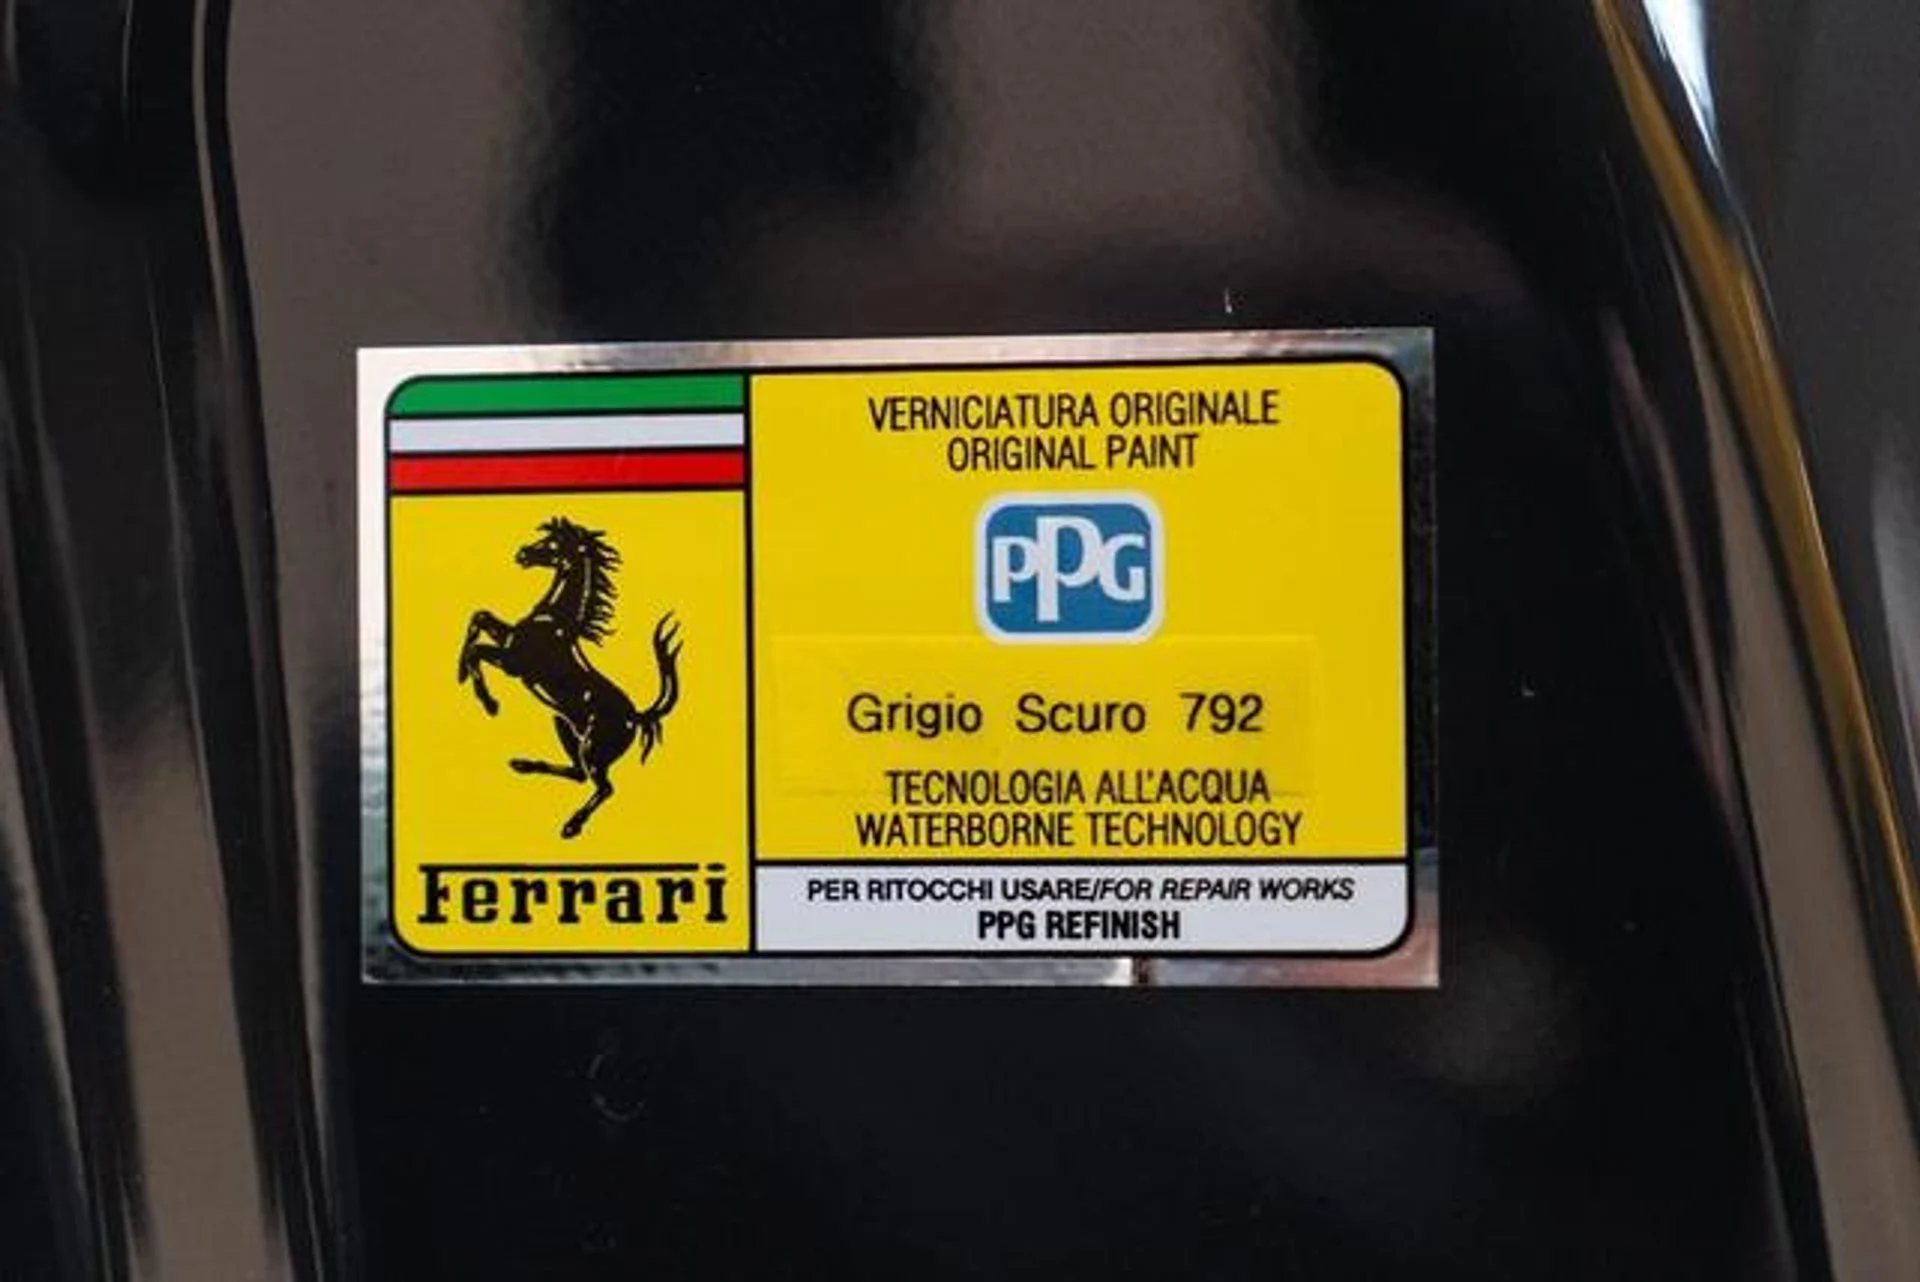 VERNICIATURA ORIGINALE
ORIGINAL PAINT
PPG
Grigio Scuro 792
TECNOLOGIA ALL'ACQUA
WATERBORNE TECHNOLOGY
Ferrari
PER RITOCCHI USARE/FOR REPAIR WORKS
PPG REFINISH